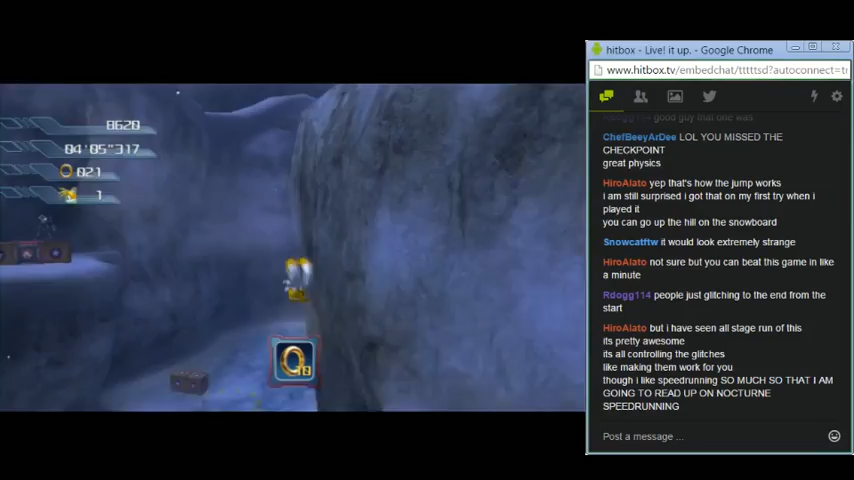 8620
04'05"317
021
1
10
hitbox - Live! it up. - Google Chrome
www.hitbox.tv/embedchat/tttttsd?autoconnect=tr
good guy that one was
ChefBeeyArDee LOL YOU MISSED THE
CHECKPOINT
great physics
HiroAlato yep that's how the jump works
i am still surprised i got that on my first try when i
played it
you can go up the hill on the snowboard
Snowcatftw it would look extremely strange
HiroAlato not sure but you can beat this game in like
a minute
Rdogg114 people just glitching to the end from the
start
HiroAlato but i have seen all stage run of this
its pretty awesome
its all controlling the glitches
like making them work for you
though i like speedrunning SO MUCH SO THAT I AM
GOING TO READ UP ON NOCTURNE
SPEEDRUNNING
Post a message ...